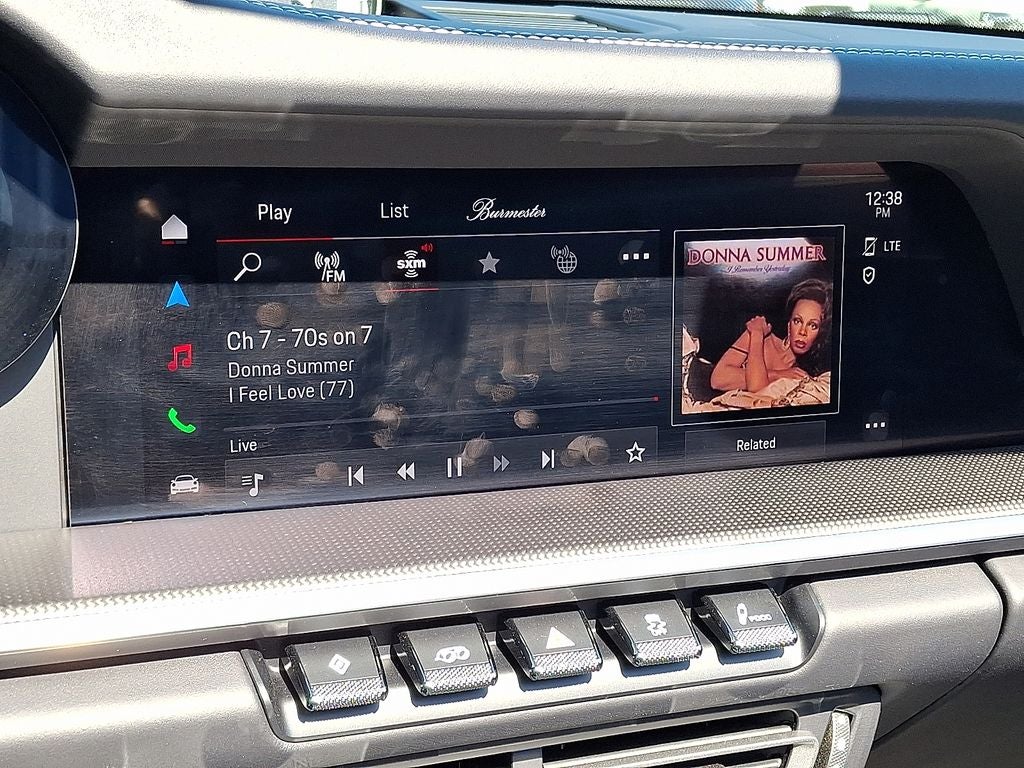 Play
List
Burmester
12:38
PM
FM
sxm
LTE
DONNA SUMMER
I Remember Yesterday
Ch 7 - 70s on 7
Donna Summer
I Feel Love (77)
Live
Related
OFF